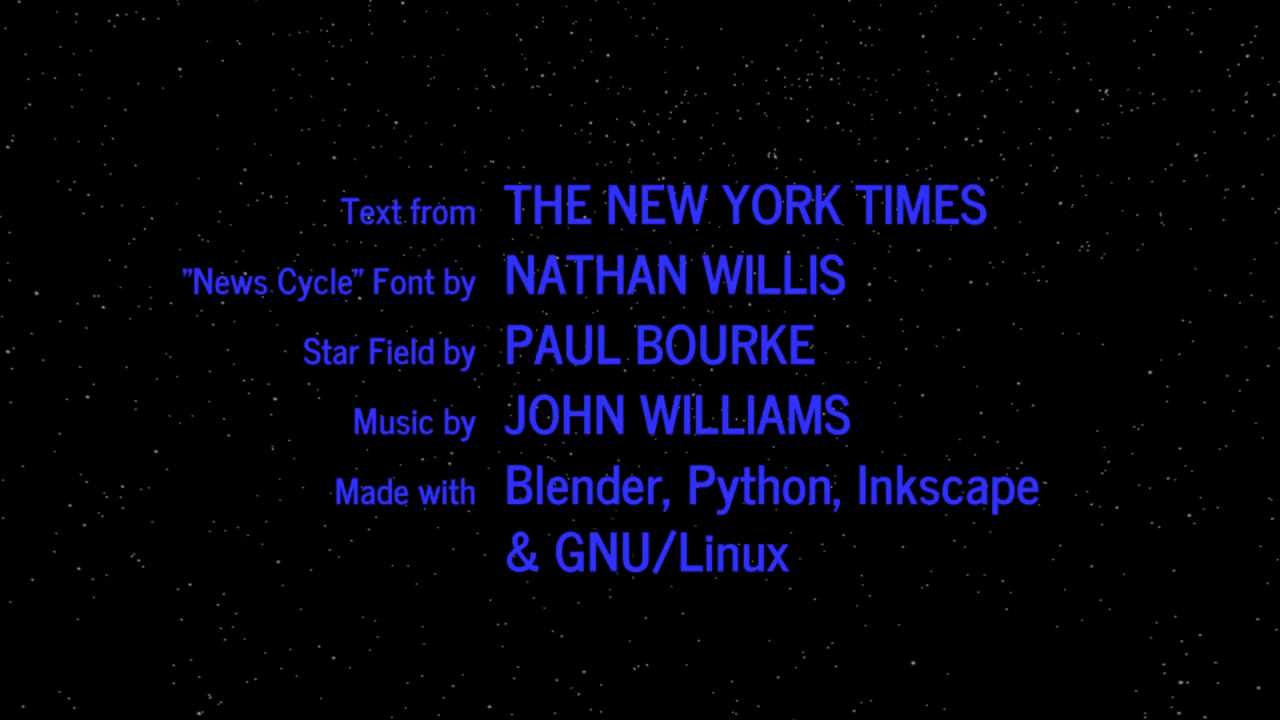 Text from THE NEW YORK TIMES
"News Cycle" Font by NATHAN WILLIS
Star Field by PAUL BOURKE
Music by JOHN WILLIAMS
Made with Blender, Python, Inkscape
& GNU/Linux